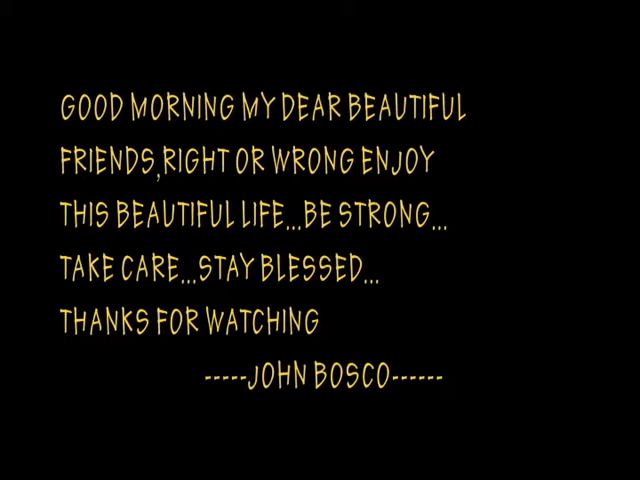 GOOD MORNING MY DEAR BEAUTIFUL
FRIENDS,RIGHT OR WRONG ENJOY
THIS BEAUTIFUL LIFE...BE STRONG...
TAKE CARE...STAY BLESSED...
THANKS FOR WATCHING
-----JOHN BOSCO------